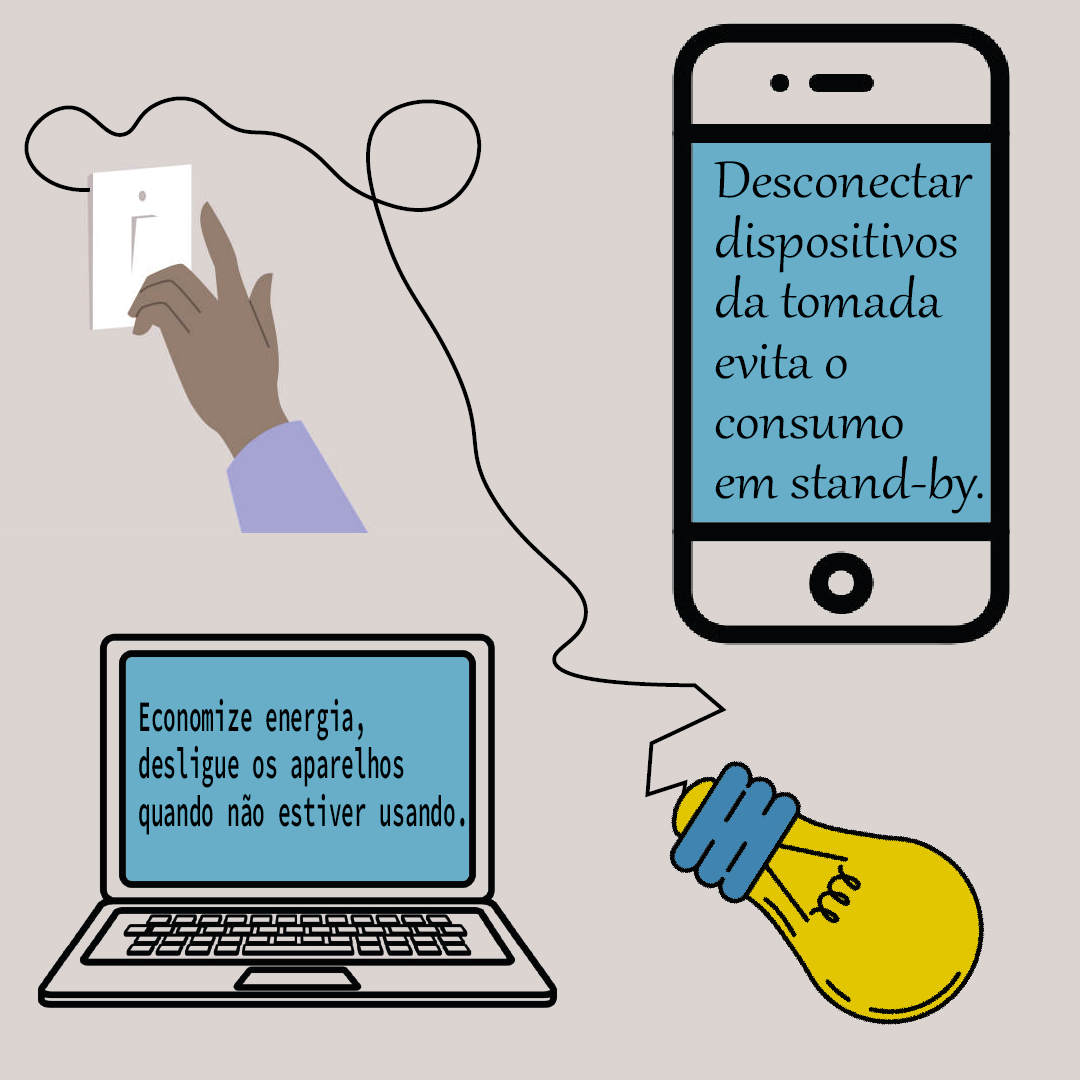 Desconectar
dispositivos
da tomada
evita o
consumo
em stand-by.
Economize energia,
desligue os aparelhos
quando não estiver usando.